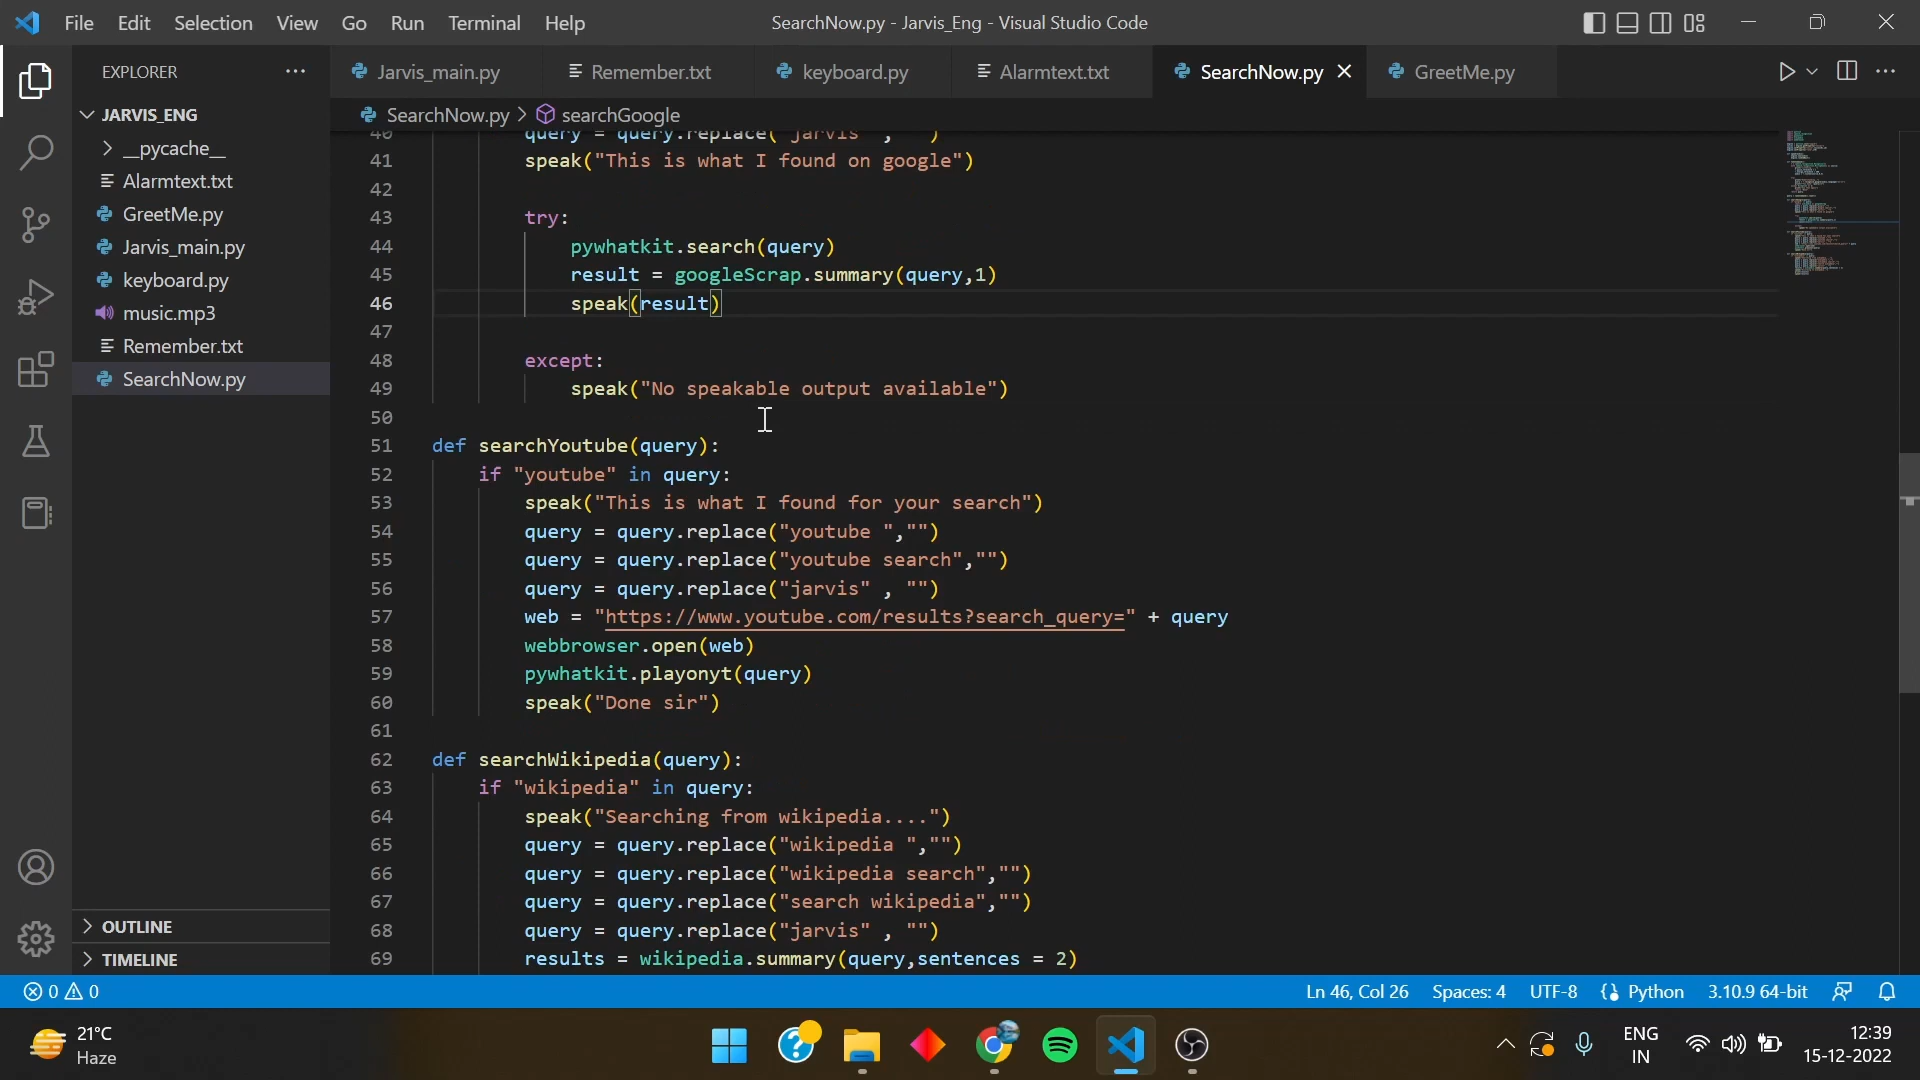 File Edit Selection View Go Run Terminal Help
SearchNow.py - Jarvis_Eng - Visual Studio Code
EXPLORER
Jarvis_main.py
Remember.txt
keyboard.py
Alarmtext.txt
SearchNow.py
GreetMe.py
SearchNow.py > searchGoogle
JARVIS_ENG
__pycache__
Alarmtext.txt
GreetMe.py
Jarvis_main.py
keyboard.py
music.mp3
Remember.txt
SearchNow.py
OUTLINE
TIMELINE
40 query = query.replace("jarvis" , "")
41 speak("This is what I found on google")
42
43 try:
44 pywhatkit.search(query)
45 result = googleScrap.summary(query,1)
46 speak(result)
47
48 except:
49 speak("No speakable output available")
50
51 def searchYoutube(query):
52 if "youtube" in query:
53 speak("This is what I found for your search")
54 query = query.replace("youtube ","")
55 query = query.replace("youtube search","")
56 query = query.replace("jarvis" , "")
57 web = "https://www.youtube.com/results?search_query=" + query
58 webbrowser.open(web)
59 pywhatkit.playonyt(query)
60 speak("Done sir")
61
62 def searchWikipedia(query):
63 if "wikipedia" in query:
64 speak("Searching from wikipedia....")
65 query = query.replace("wikipedia ","")
66 query = query.replace("wikipedia search","")
67 query = query.replace("search wikipedia","")
68 query = query.replace("jarvis" , "")
69 results = wikipedia.summary(query,sentences = 2)
0 0
Ln 46, Col 26 Spaces: 4 UTF-8 Python 3.10.9 64-bit
21°C
Haze
ENG
IN
12:39
15-12-2022